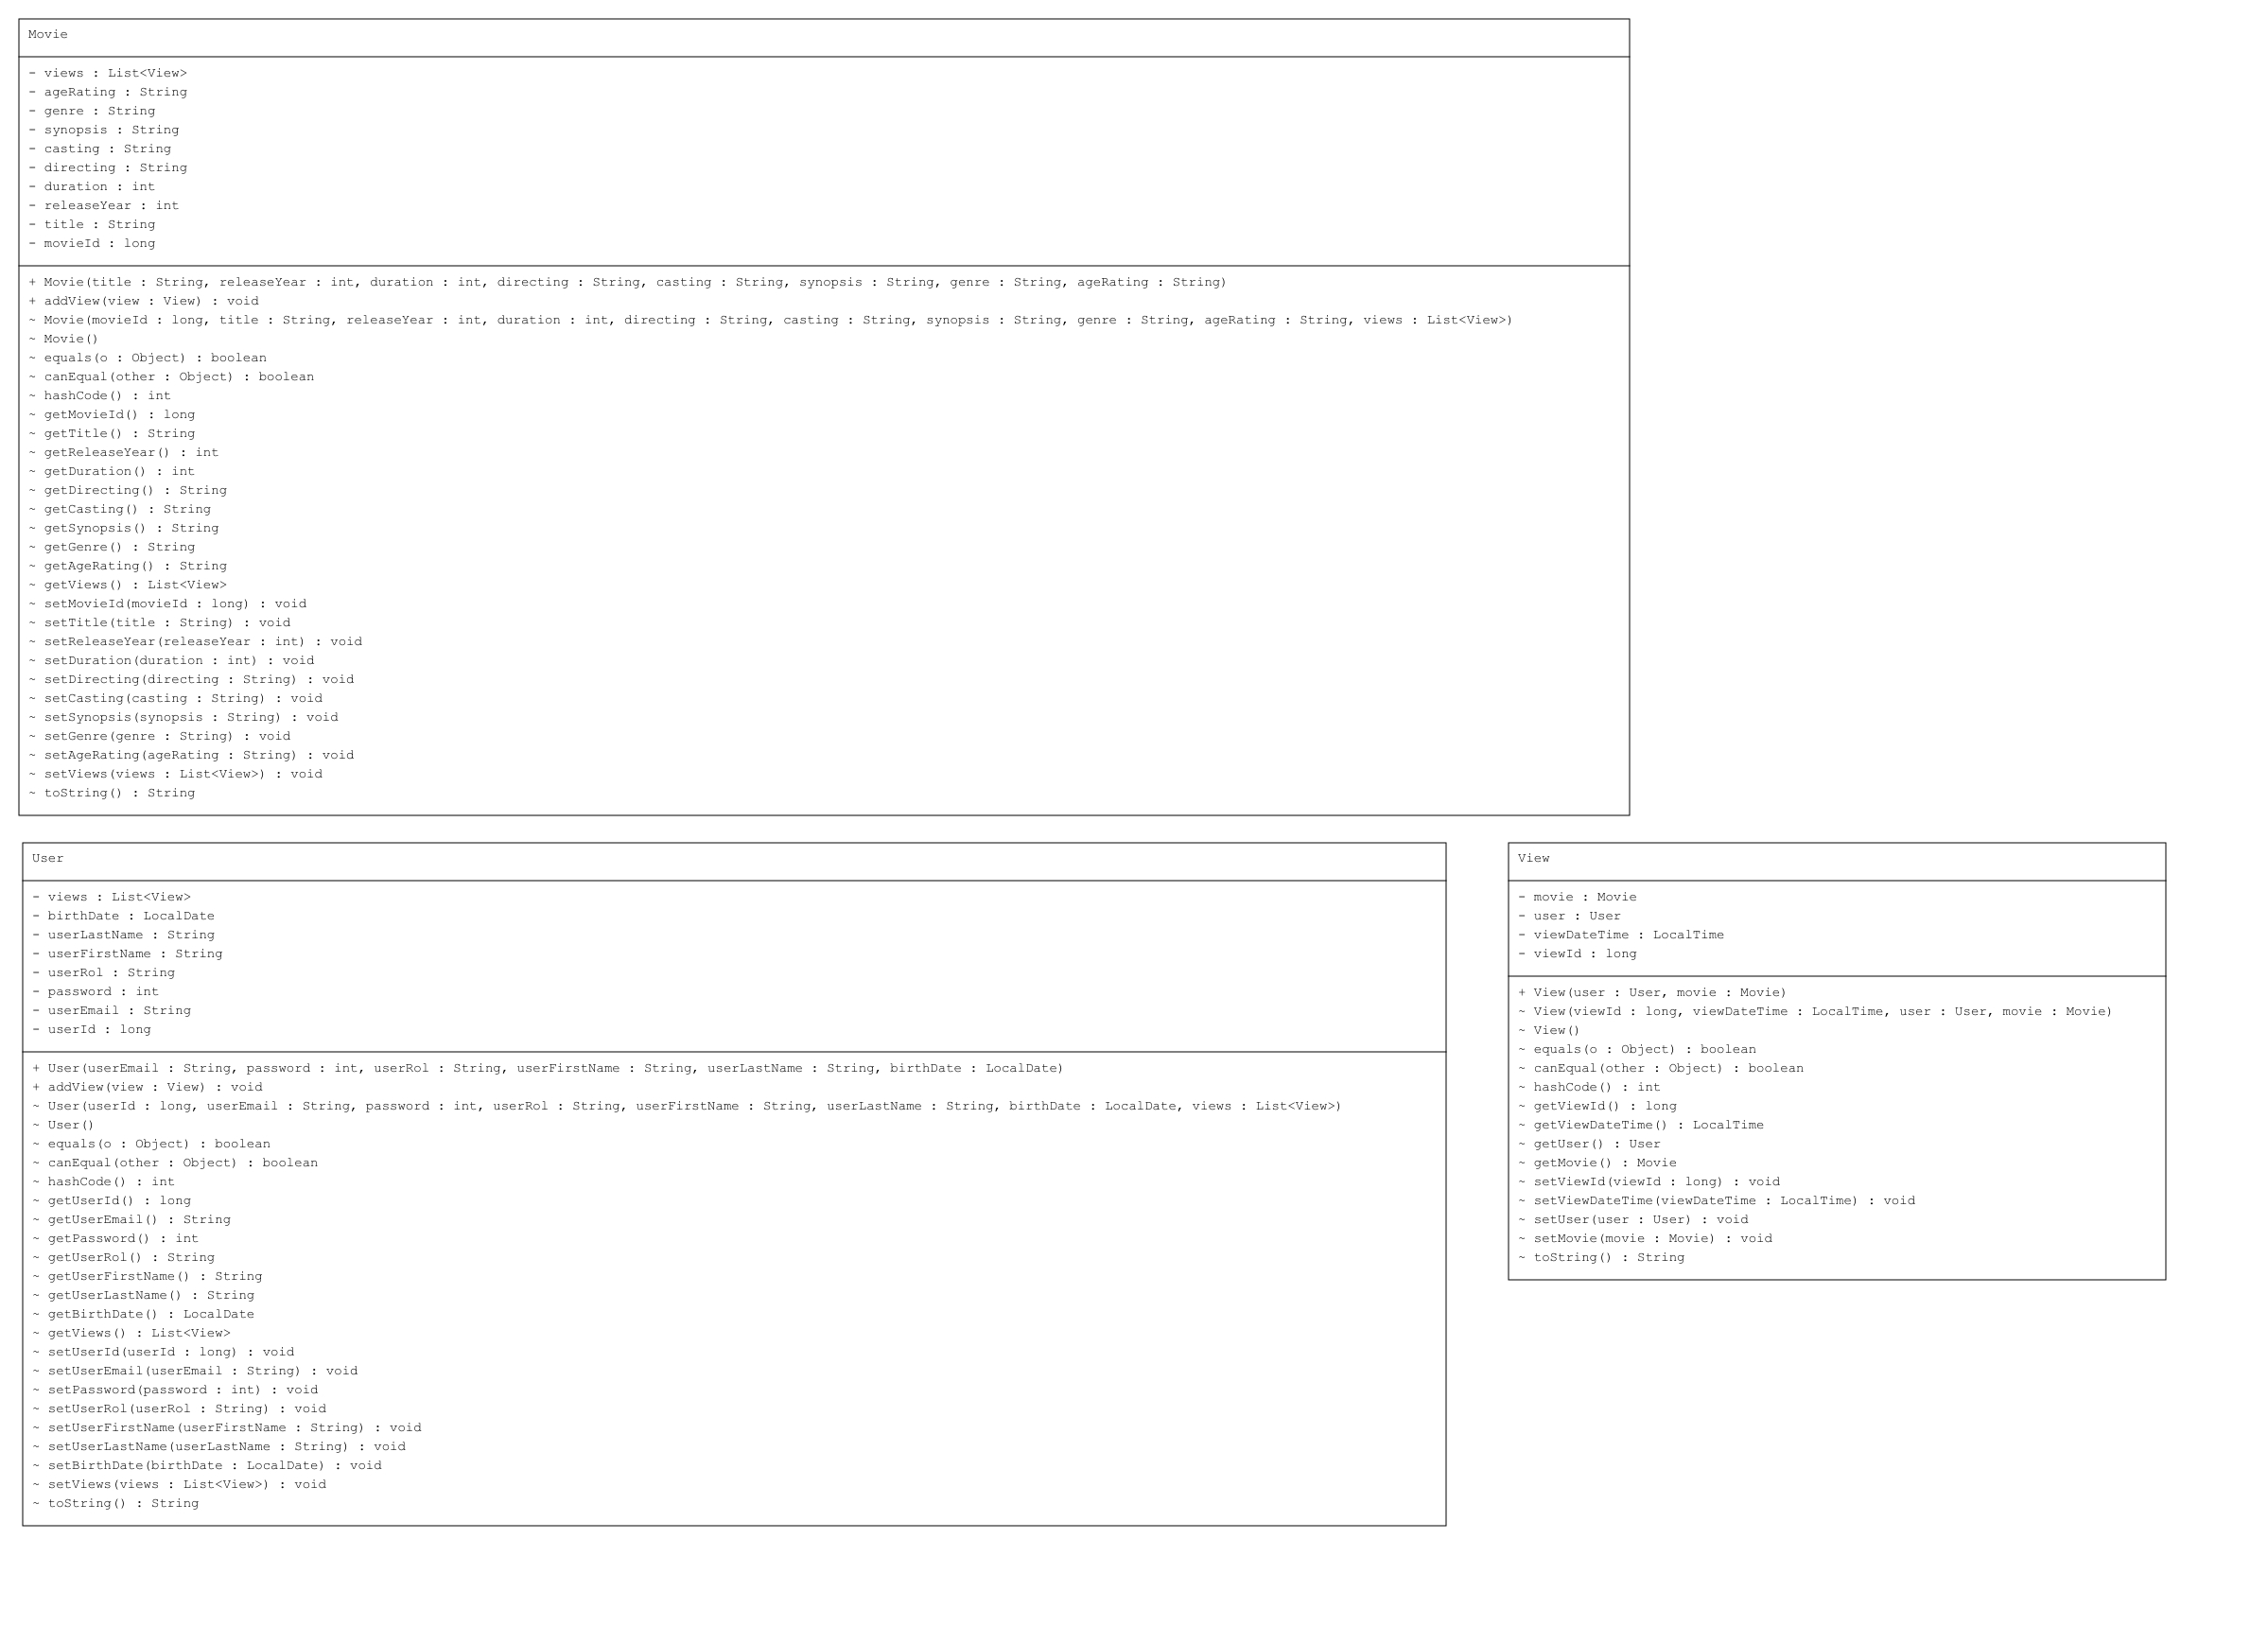 Movie
- views : List<View>
- ageRating : String
- genre : String
- synopsis : String
- casting : String
- directing : String
- duration : int
- releaseYear : int
- title : String
- movieId : long
+ Movie(title : String, releaseYear : int, duration : int, directing : String, casting : String, synopsis : String, genre : String, ageRating : String)
+ addView(view : View) : void
~ Movie(movieId : long, title : String, releaseYear : int, duration : int, directing : String, casting : String, synopsis : String, genre : String, ageRating : String, views : List<View>)
~ Movie()
~ equals(o : Object) : boolean
~ canEqual(other : Object) : boolean
~ hashCode() : int
~ getMovieId() : long
~ getTitle() : String
~ getReleaseYear() : int
~ getDuration() : int
~ getDirecting() : String
~ getCasting() : String
~ getSynopsis() : String
~ getGenre() : String
~ getAgeRating() : String
~ getViews() : List<View>
~ setMovieId(movieId : long) : void
~ setTitle(title : String) : void
~ setReleaseYear(releaseYear : int) : void
~ setDuration(duration : int) : void
~ setDirecting(directing : String) : void
~ setCasting(casting : String) : void
~ setSynopsis(synopsis : String) : void
~ setGenre(genre : String) : void
~ setAgeRating(ageRating : String) : void
~ setViews(views : List<View>) : void
~ toString() : String
User
- views : List<View>
- birthDate : LocalDate
- userLastName : String
- userFirstName : String
- userRol : String
- password : int
- userEmail : String
- userId : long
+ User(userEmail : String, password : int, userRol : String, userFirstName : String, userLastName : String, birthDate : LocalDate)
+ addView(view : View) : void
~ User(userId : long, userEmail : String, password : int, userRol : String, userFirstName : String, userLastName : String, birthDate : LocalDate, views : List<View>)
~ User()
~ equals(o : Object) : boolean
~ canEqual(other : Object) : boolean
~ hashCode() : int
~ getUserId() : long
~ getUserEmail() : String
~ getPassword() : int
~ getUserRol() : String
~ getUserFirstName() : String
~ getUserLastName() : String
~ getBirthDate() : LocalDate
~ getViews() : List<View>
~ setUserId(userId : long) : void
~ setUserEmail(userEmail : String) : void
~ setPassword(password : int) : void
~ setUserRol(userRol : String) : void
~ setUserFirstName(userFirstName : String) : void
~ setUserLastName(userLastName : String) : void
~ setBirthDate(birthDate : LocalDate) : void
~ setViews(views : List<View>) : void
~ toString() : String
View
- movie : Movie
- user : User
- viewDateTime : LocalTime
- viewId : long
+ View(user : User, movie : Movie)
~ View(viewId : long, viewDateTime : LocalTime, user : User, movie : Movie)
~ View()
~ equals(o : Object) : boolean
~ canEqual(other : Object) : boolean
~ hashCode() : int
~ getViewId() : long
~ getViewDateTime() : LocalTime
~ getUser() : User
~ getMovie() : Movie
~ setViewId(viewId : long) : void
~ setViewDateTime(viewDateTime : LocalTime) : void
~ setUser(user : User) : void
~ setMovie(movie : Movie) : void
~ toString() : String